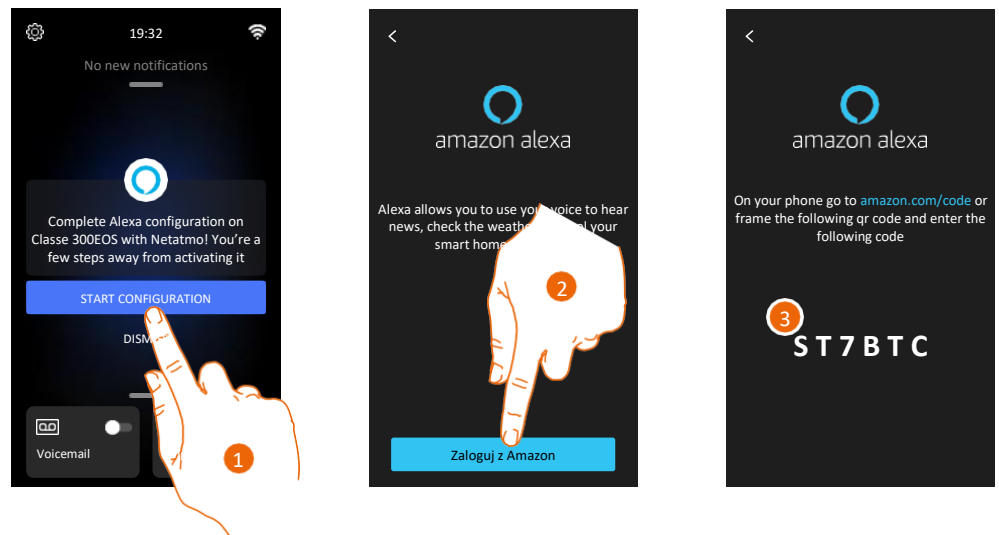 19:32
No new notifications
Complete Alexa configuration on
Classe 300EOS with Netatmo! You're a
few steps away from activating it
START CONFIGURATION
Voicemail
1
amazon alexa
Alexa allows you to use your voice to hear
news, check the your
smart home
2
Zaloguj z Amazon
amazon alexa
On your phone go to amazon.com/code or
frame the following qr code and enter the
following code
3
ST7BTC